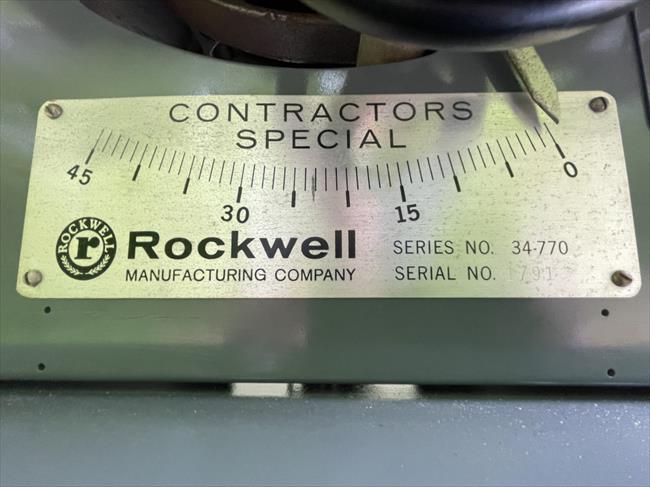 CONTRACTORS
SPECIAL
45
30
15
0
ROCKWELL
r
Rockwell
MANUFACTURING COMPANY
SERIES NO. 34-770
SERIAL NO.